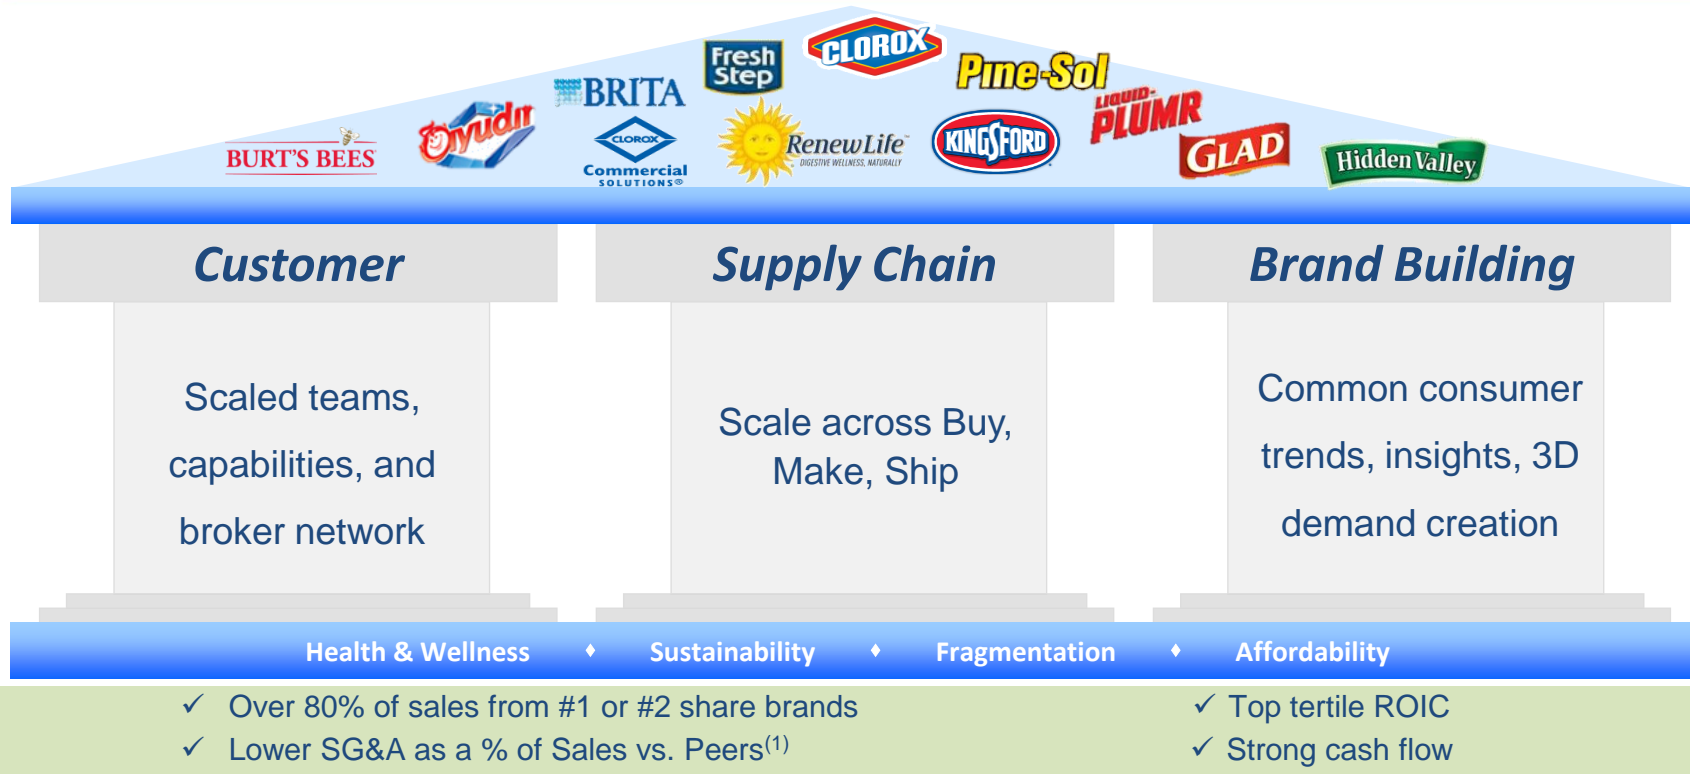 CLOROX
Fresh
Step
Pine-Sol
BRITA
LIQUID-
PLUMR
Ayudín
CLOROX
Commercial
SOLUTIONS®
RenewLife™
DIGESTIVE WELLNESS, NATURALLY
KINGSFORD
GLAD
BURT'S BEES
Hidden Valley
Customer
Supply Chain
Brand Building
Scaled teams,
capabilities, and
broker network
Scale across Buy,
Make, Ship
Common consumer
trends, insights, 3D
demand creation
Health & Wellness ♦ Sustainability ♦ Fragmentation ♦ Affordability
✓ Over 80% of sales from #1 or #2 share brands
✓ Lower SG&A as a % of Sales vs. Peers(1)
✓ Top tertile ROIC
✓ Strong cash flow